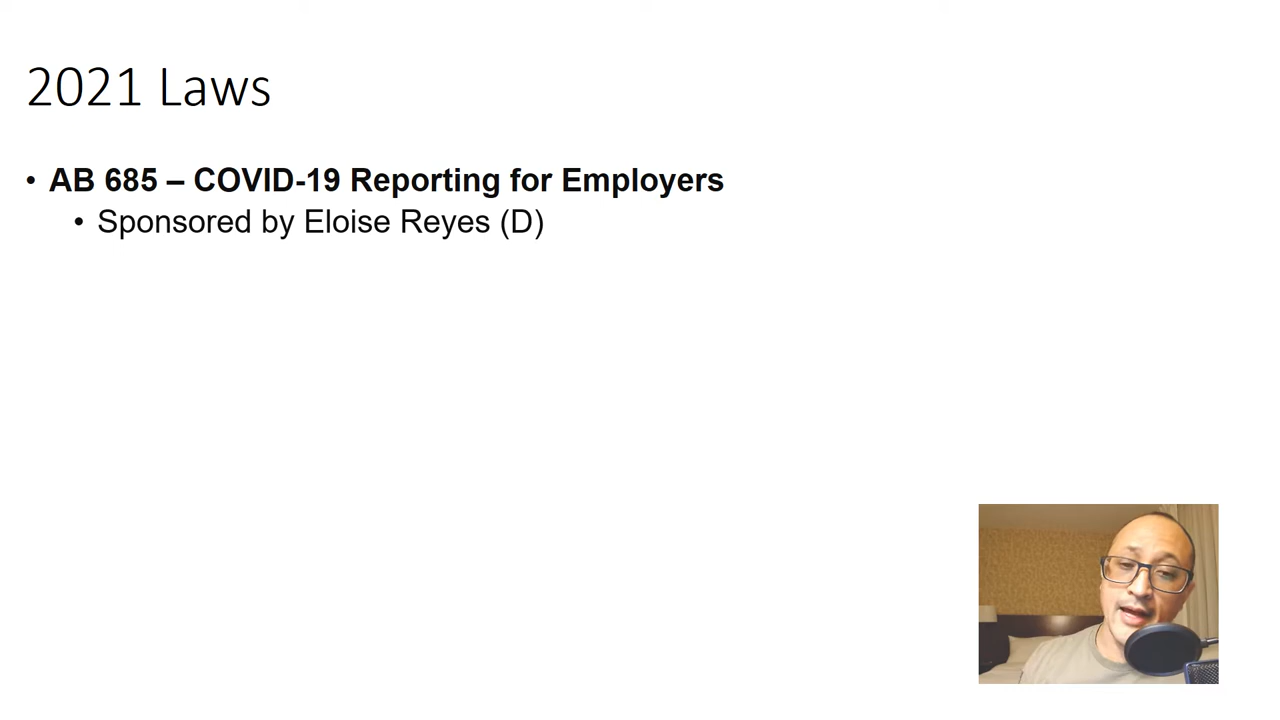 2021 Laws
• AB 685 – COVID-19 Reporting for Employers
• Sponsored by Eloise Reyes (D)